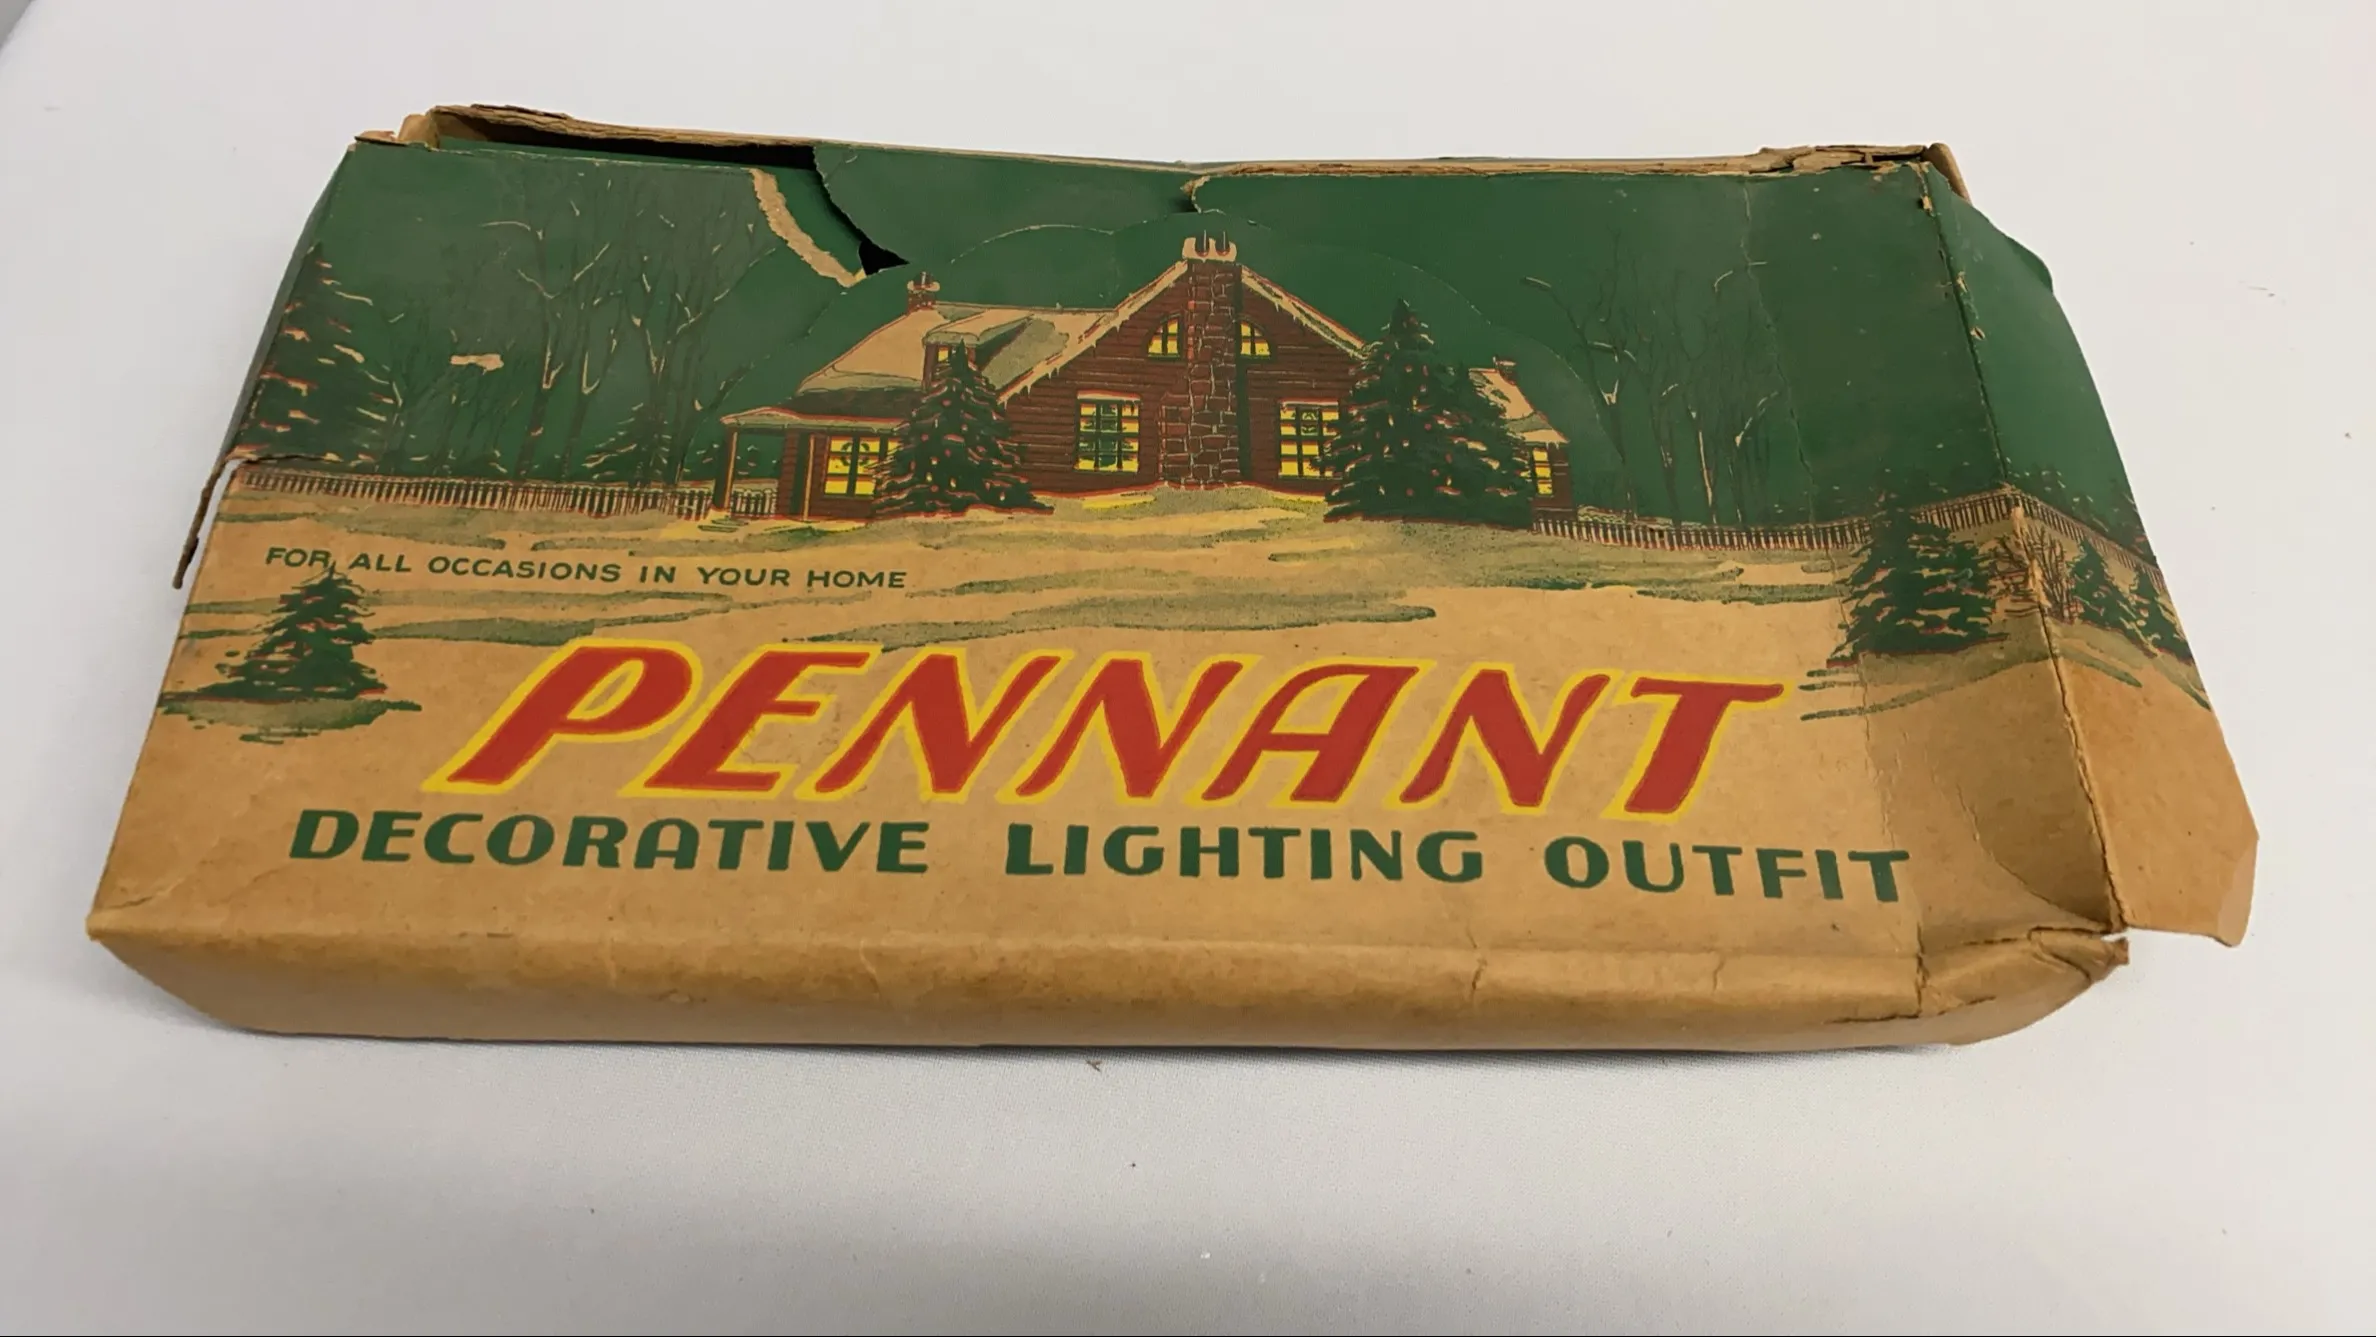 FOR ALL OCCASIONS IN YOUR HOME
PENNANT
DECORATIVE LIGHTING OUTFIT